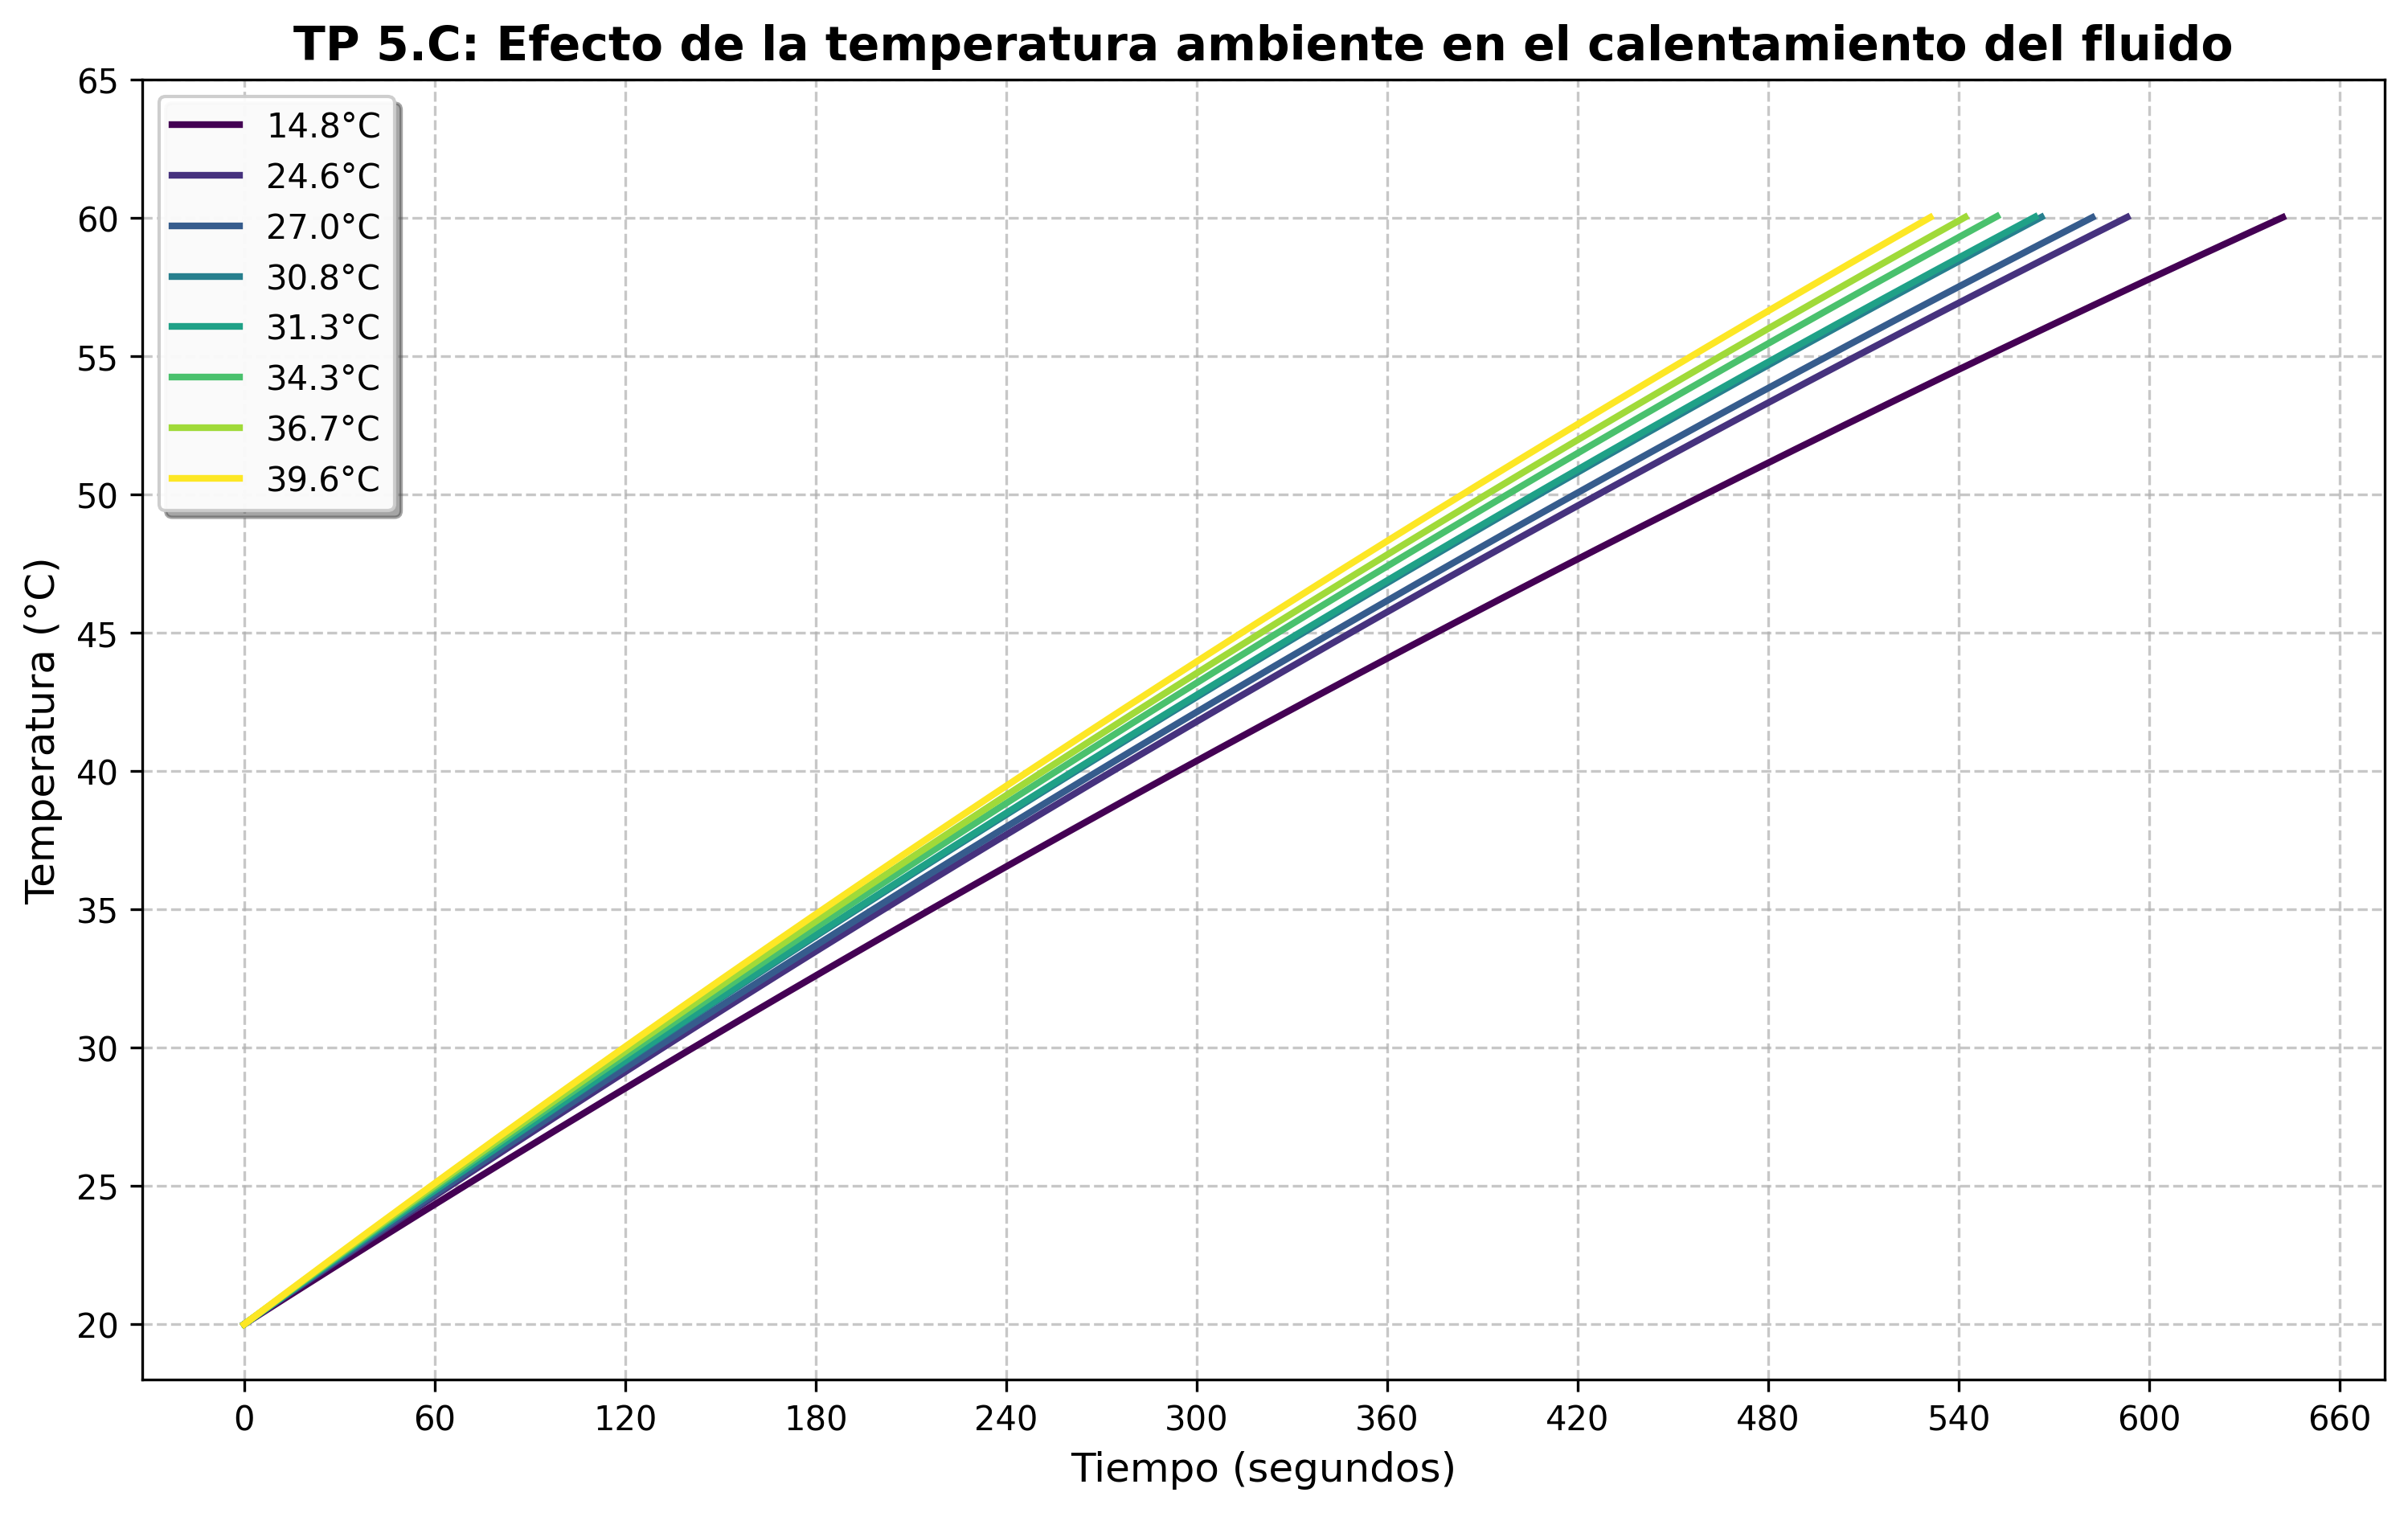 TP 5.C: Efecto de la temperatura ambiente en el calentamiento del fluido
65
60
55
50
45
40
35
30
25
20
Temperatura (°C)
14.8°C
24.6°C
27.0°C
30.8°C
31.3°C
34.3°C
36.7°C
39.6°C
0 60 120 180 240 300 360 420 480 540 600 660
Tiempo (segundos)